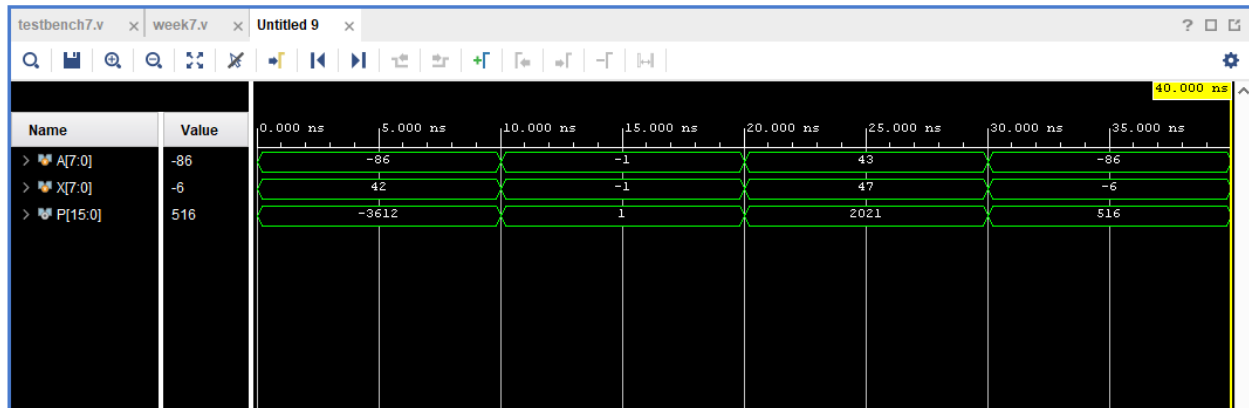 testbench7.v × week7.v × Untitled 9 × ?
40.000 ns
Name Value 0.000 ns 5.000 ns 10.000 ns 15.000 ns 20.000 ns 25.000 ns 30.000 ns 35.000 ns
> A[7:0] -86 -86 -1 43 -86
> X[7:0] -6 42 -1 47 -6
> P[15:0] 516 -3612 1 2021 516